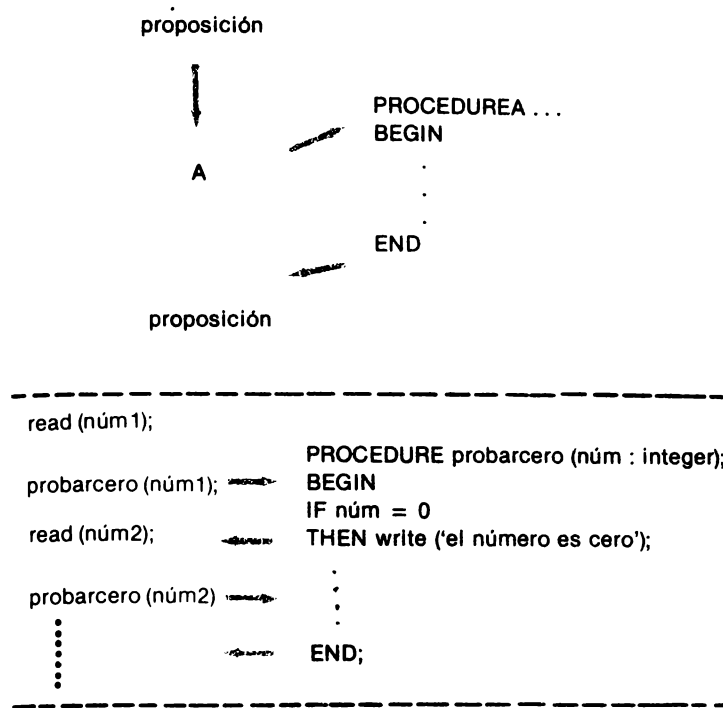 proposición
PROCEDUREA ...
BEGIN
A
.
.
.
END
proposición
read (núm1);
PROCEDURE probarcero (núm : integer);
probarcero (núm1);
BEGIN
IF núm = 0
read (núm2);
THEN write (‘el número es cero’);
probarcero (núm2)
.
.
.
END;